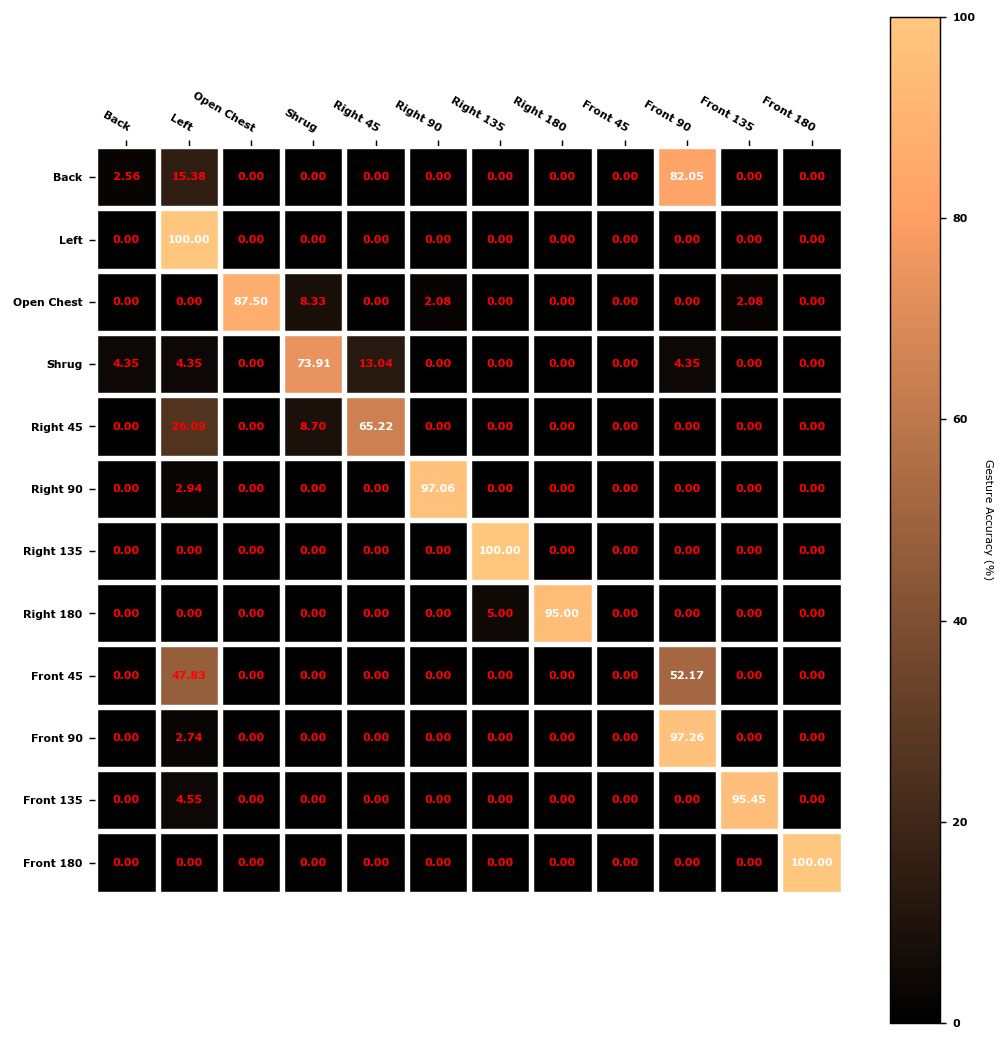 Back Left Open Chest Shrug Right 45 Right 90 Right 135 Right 180 Front 45 Front 90 Front 135 Front 180
Back 2.56 15.38 0.00 0.00 0.00 0.00 0.00 0.00 0.00 82.05 0.00 0.00
Left 0.00 100.00 0.00 0.00 0.00 0.00 0.00 0.00 0.00 0.00 0.00 0.00
Open Chest 0.00 0.00 87.50 8.33 0.00 2.08 0.00 0.00 0.00 0.00 2.08 0.00
Shrug 4.35 4.35 0.00 73.91 13.04 0.00 0.00 0.00 0.00 4.35 0.00 0.00
Right 45 0.00 26.09 0.00 8.70 65.22 0.00 0.00 0.00 0.00 0.00 0.00 0.00
Right 90 0.00 2.94 0.00 0.00 0.00 97.06 0.00 0.00 0.00 0.00 0.00 0.00
Right 135 0.00 0.00 0.00 0.00 0.00 0.00 100.00 0.00 0.00 0.00 0.00 0.00
Right 180 0.00 0.00 0.00 0.00 0.00 0.00 5.00 95.00 0.00 0.00 0.00 0.00
Front 45 0.00 47.83 0.00 0.00 0.00 0.00 0.00 0.00 0.00 52.17 0.00 0.00
Front 90 0.00 2.74 0.00 0.00 0.00 0.00 0.00 0.00 0.00 97.26 0.00 0.00
Front 135 0.00 4.55 0.00 0.00 0.00 0.00 0.00 0.00 0.00 0.00 95.45 0.00
Front 180 0.00 0.00 0.00 0.00 0.00 0.00 0.00 0.00 0.00 0.00 0.00 100.00
100
80
60
40
20
0
Gesture Accuracy (%)